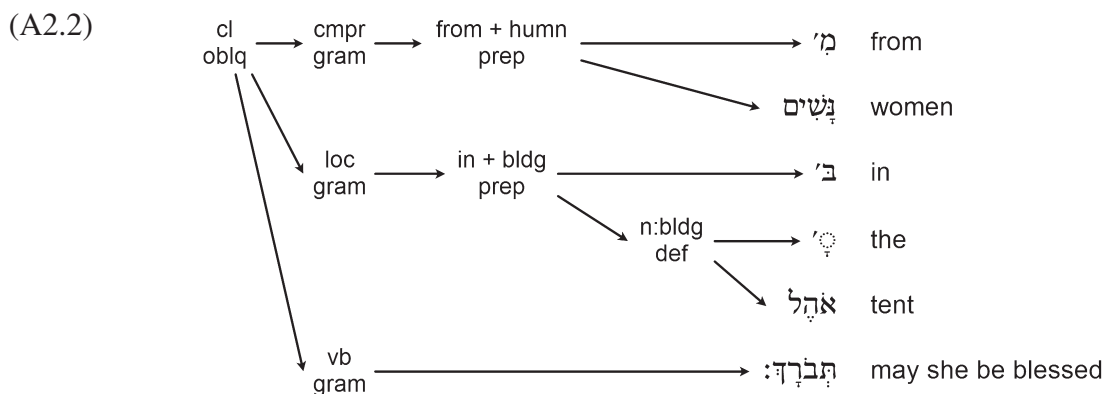 (A2.2)
cl cmpr from + humn מִ׳ from
oblq gram prep
נָּשִׁים women
loc in + bldg בּ׳ in
gram prep
n:bldg ◌ָ׳ the
def
אֹהֶל tent
vb תְּבֹרָךְ׃ may she be blessed
gram